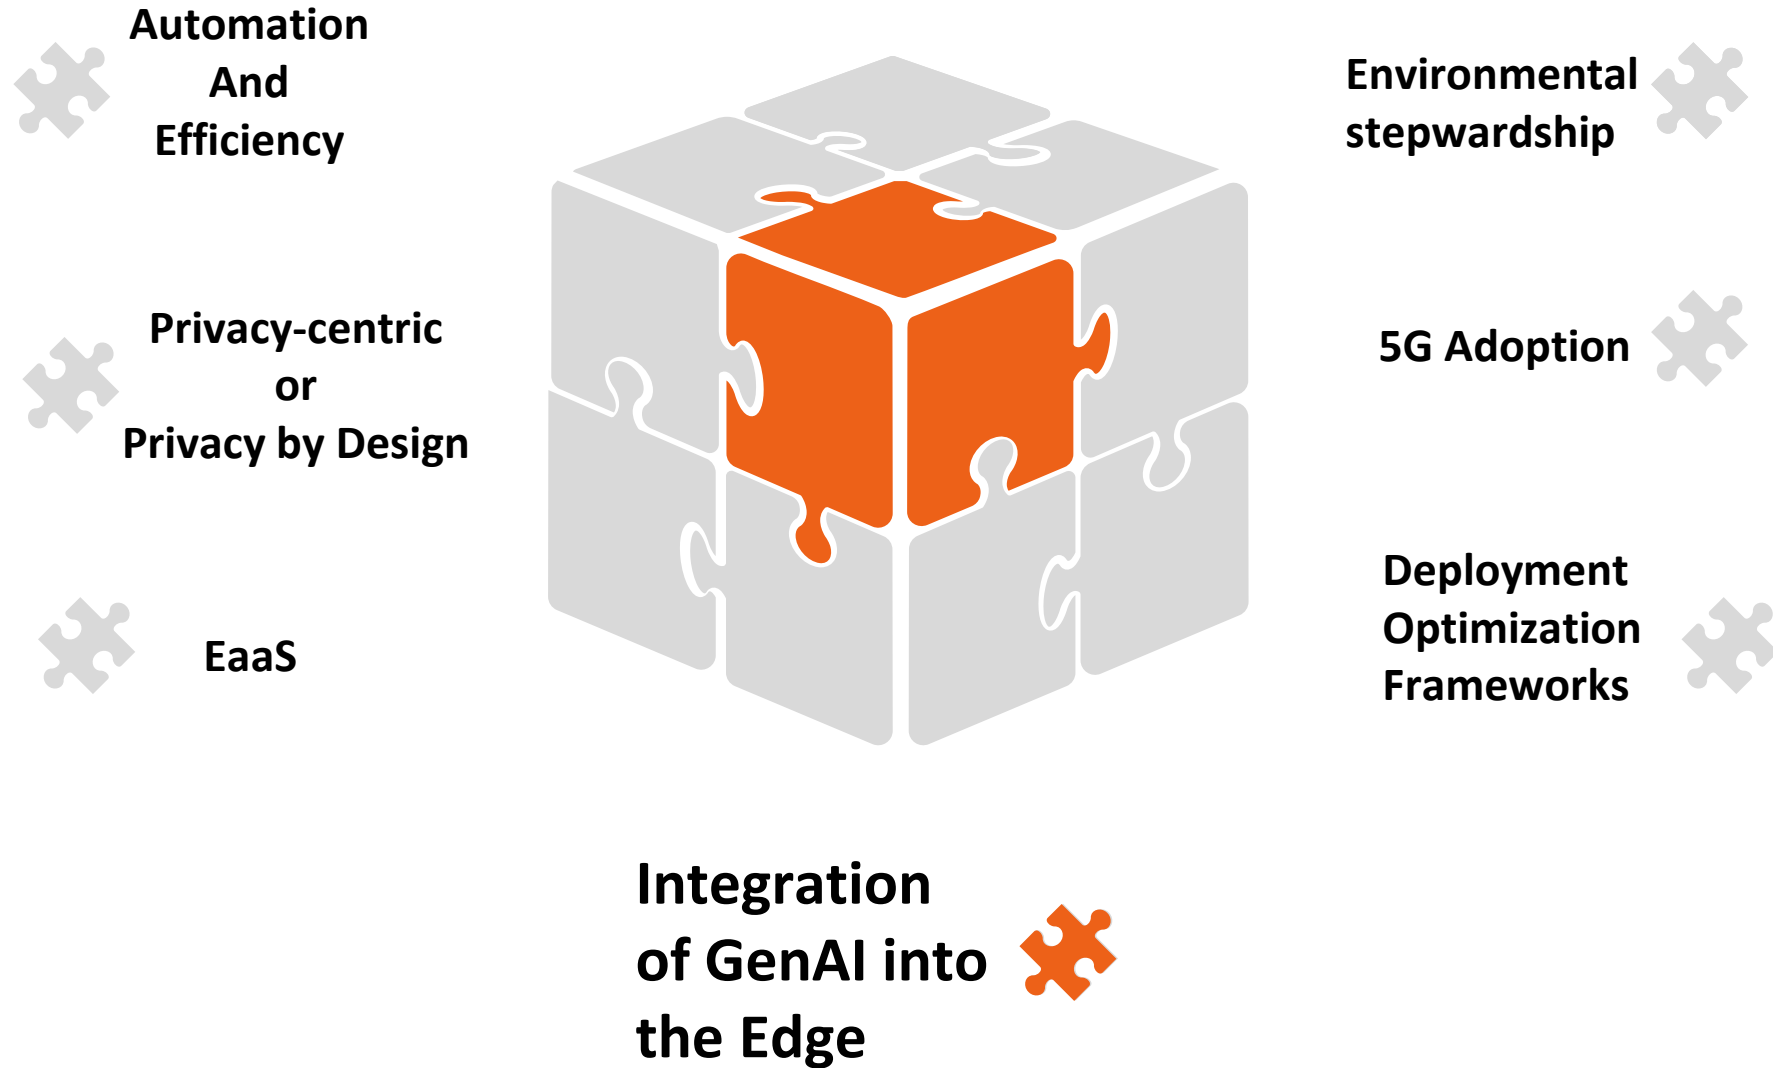 Automation
And
Efficiency
Privacy-centric
or
Privacy by Design
EaaS
Environmental
stepwardship
5G Adoption
Deployment
Optimization
Frameworks
Integration
of GenAI into
the Edge